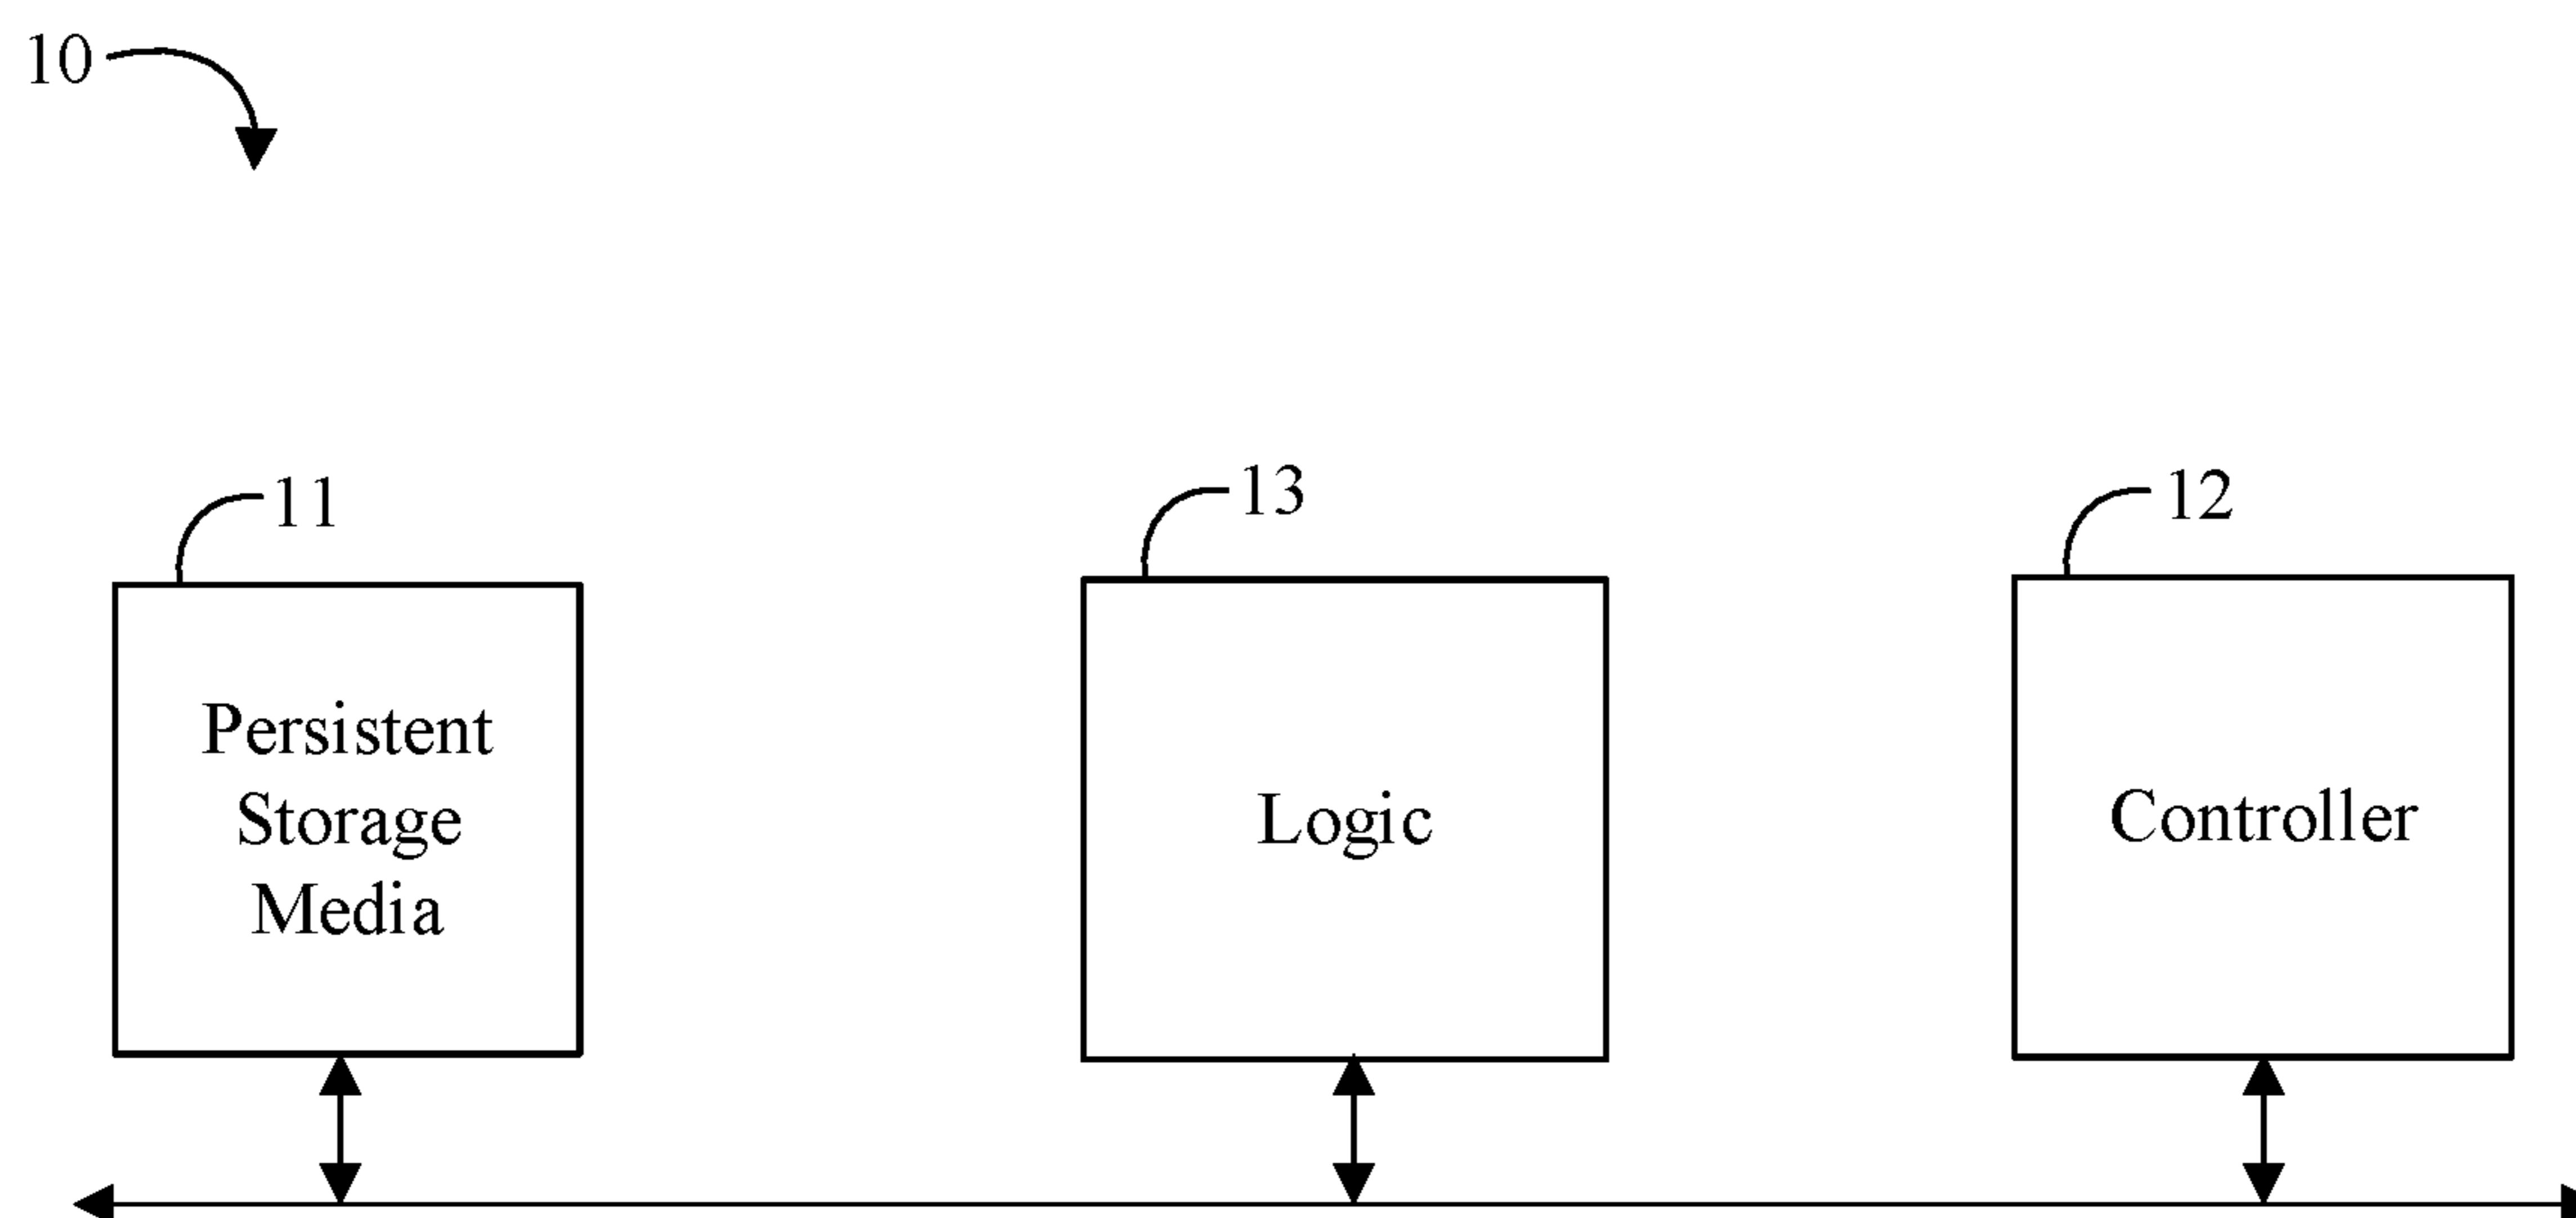 10
11
13
12
Persistent
Storage
Media
Logic
Controller